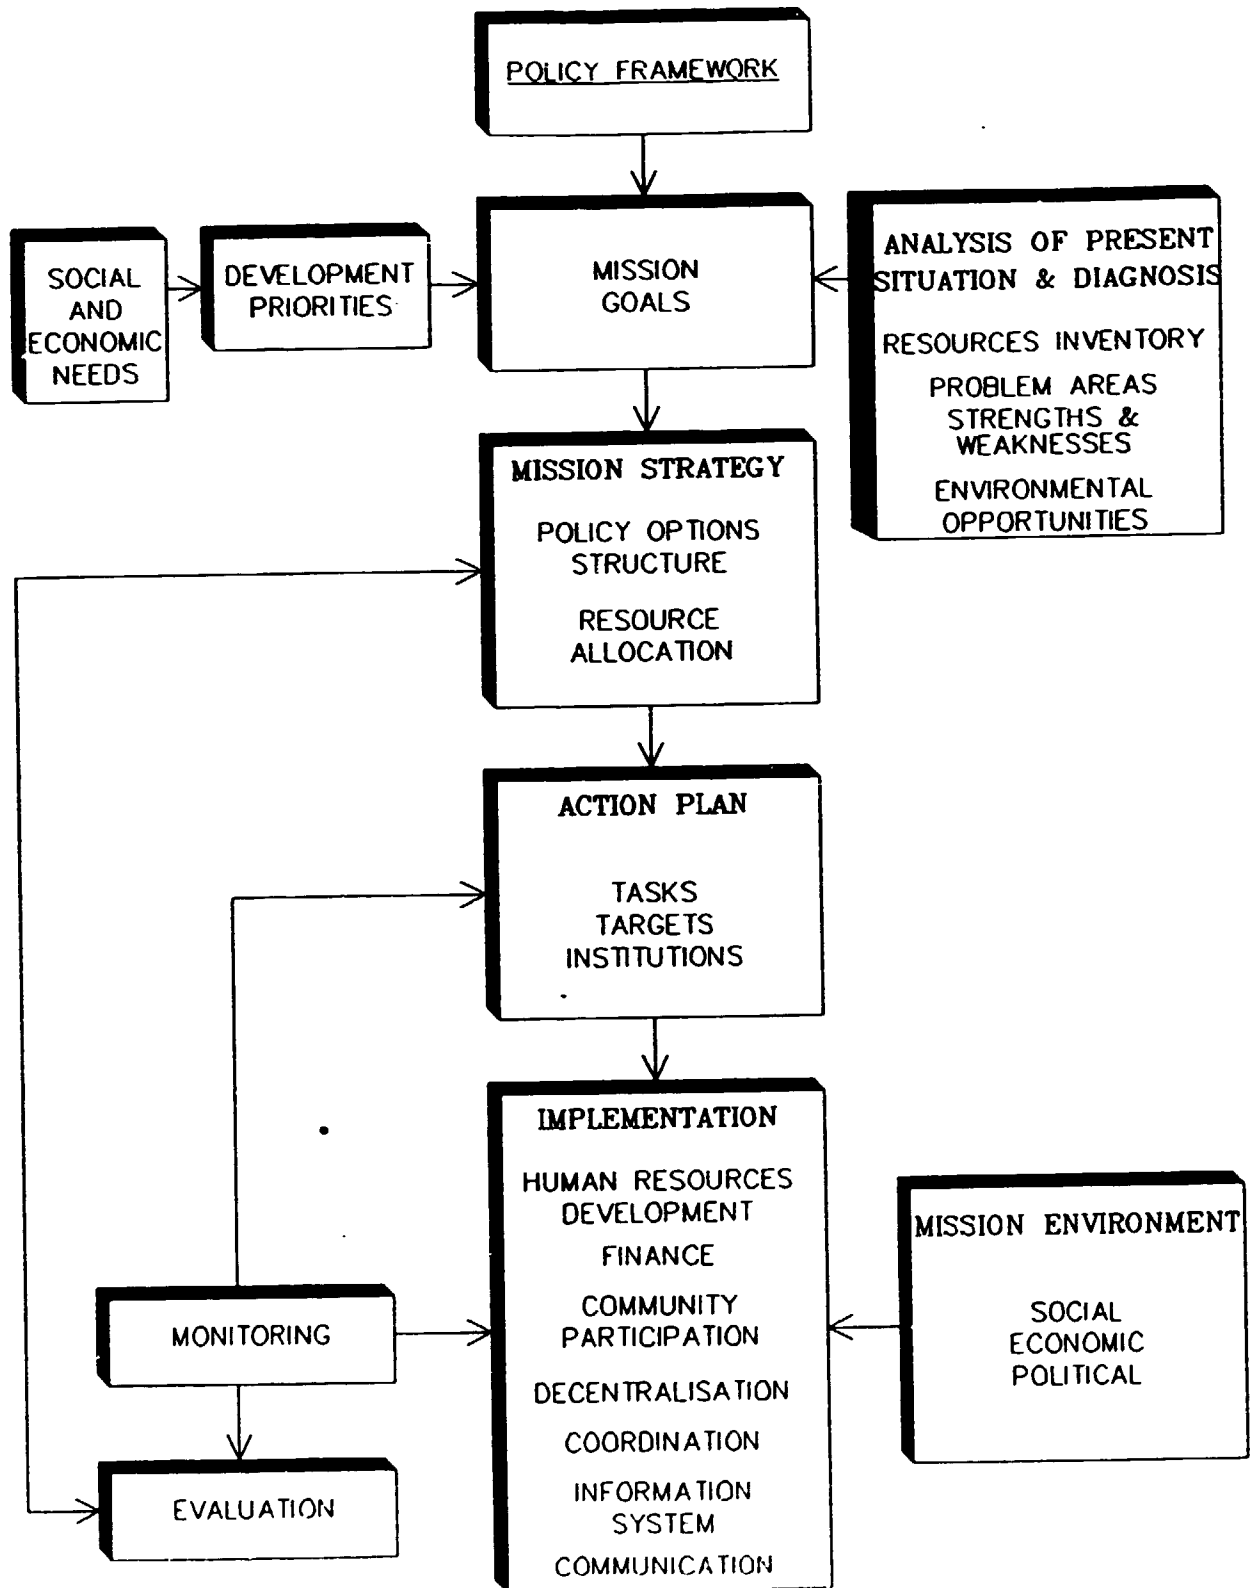 POLICY FRAMEWORK
SOCIAL
AND
ECONOMIC
NEEDS
DEVELOPMENT
PRIORITIES
MISSION
GOALS
ANALYSIS OF PRESENT
SITUATION & DIAGNOSIS
RESOURCES INVENTORY
PROBLEM AREAS
STRENGTHS &
WEAKNESSES
ENVIRONMENTAL
OPPORTUNITIES
MISSION STRATEGY
POLICY OPTIONS
STRUCTURE
RESOURCE
ALLOCATION
ACTION PLAN
TASKS
TARGETS
INSTITUTIONS
IMPLEMENTATION
HUMAN RESOURCES
DEVELOPMENT
FINANCE
COMMUNITY
PARTICIPATION
DECENTRALISATION
COORDINATION
INFORMATION
SYSTEM
COMMUNICATION
MISSION ENVIRONMENT
SOCIAL
ECONOMIC
POLITICAL
MONITORING
EVALUATION